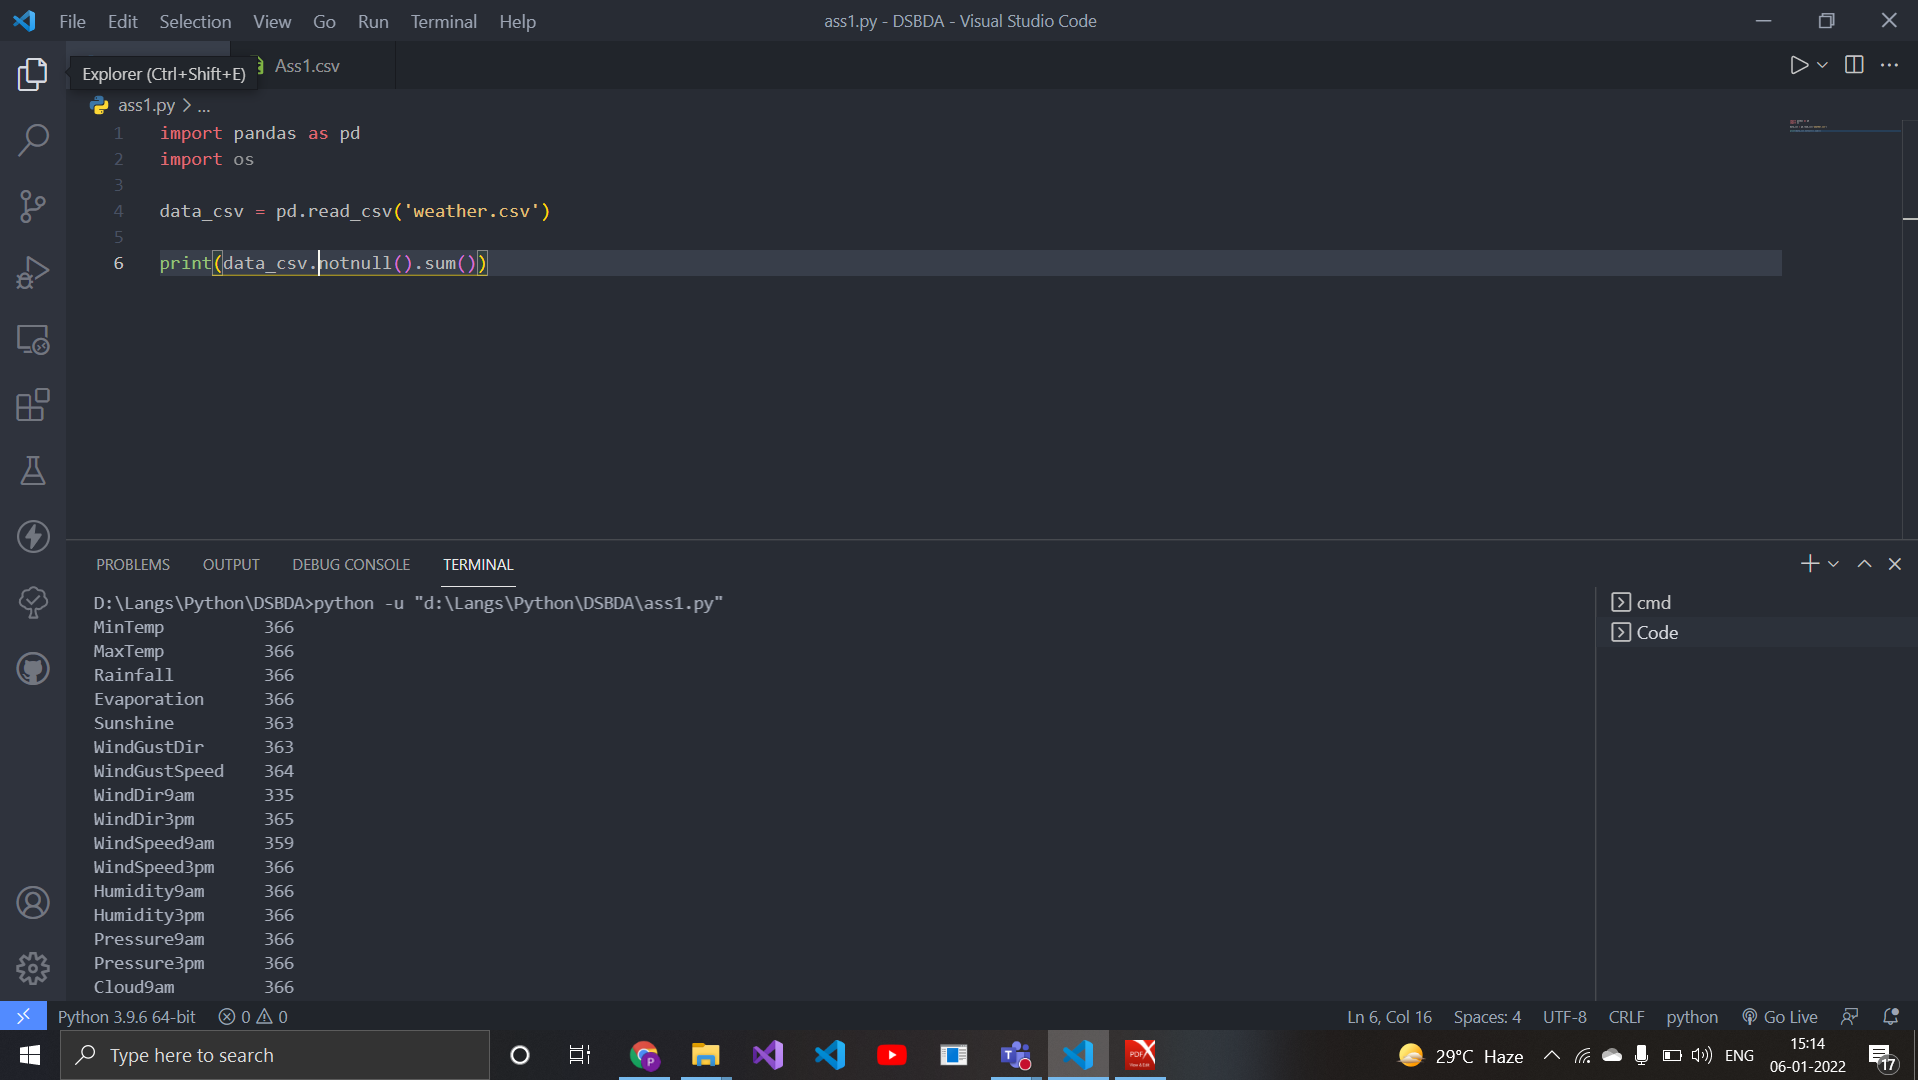 File Edit Selection View Go Run Terminal Help
ass1.py - DSBDA - Visual Studio Code
Explorer (Ctrl+Shift+E)
Ass1.csv
ass1.py > ...
1 import pandas as pd
2 import os
3
4 data_csv = pd.read_csv('weather.csv')
5
6 print(data_csv.notnull().sum())
PROBLEMS OUTPUT DEBUG CONSOLE TERMINAL
D:\Langs\Python\DSBDA>python -u "d:\Langs\Python\DSBDA\ass1.py"
MinTemp 366
MaxTemp 366
Rainfall 366
Evaporation 366
Sunshine 363
WindGustDir 363
WindGustSpeed 364
WindDir9am 335
WindDir3pm 365
WindSpeed9am 359
WindSpeed3pm 366
Humidity9am 366
Humidity3pm 366
Pressure9am 366
Pressure3pm 366
Cloud9am 366
cmd
Code
Python 3.9.6 64-bit 0 0
Ln 6, Col 16 Spaces: 4 UTF-8 CRLF python Go Live
Type here to search
29°C Haze ENG
15:14
06-01-2022
17